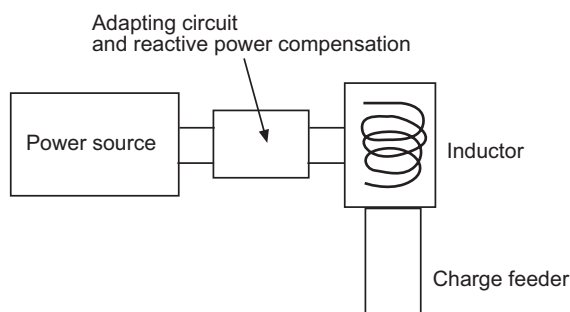 Adapting circuit
and reactive power compensation
Power source
Inductor
Charge feeder